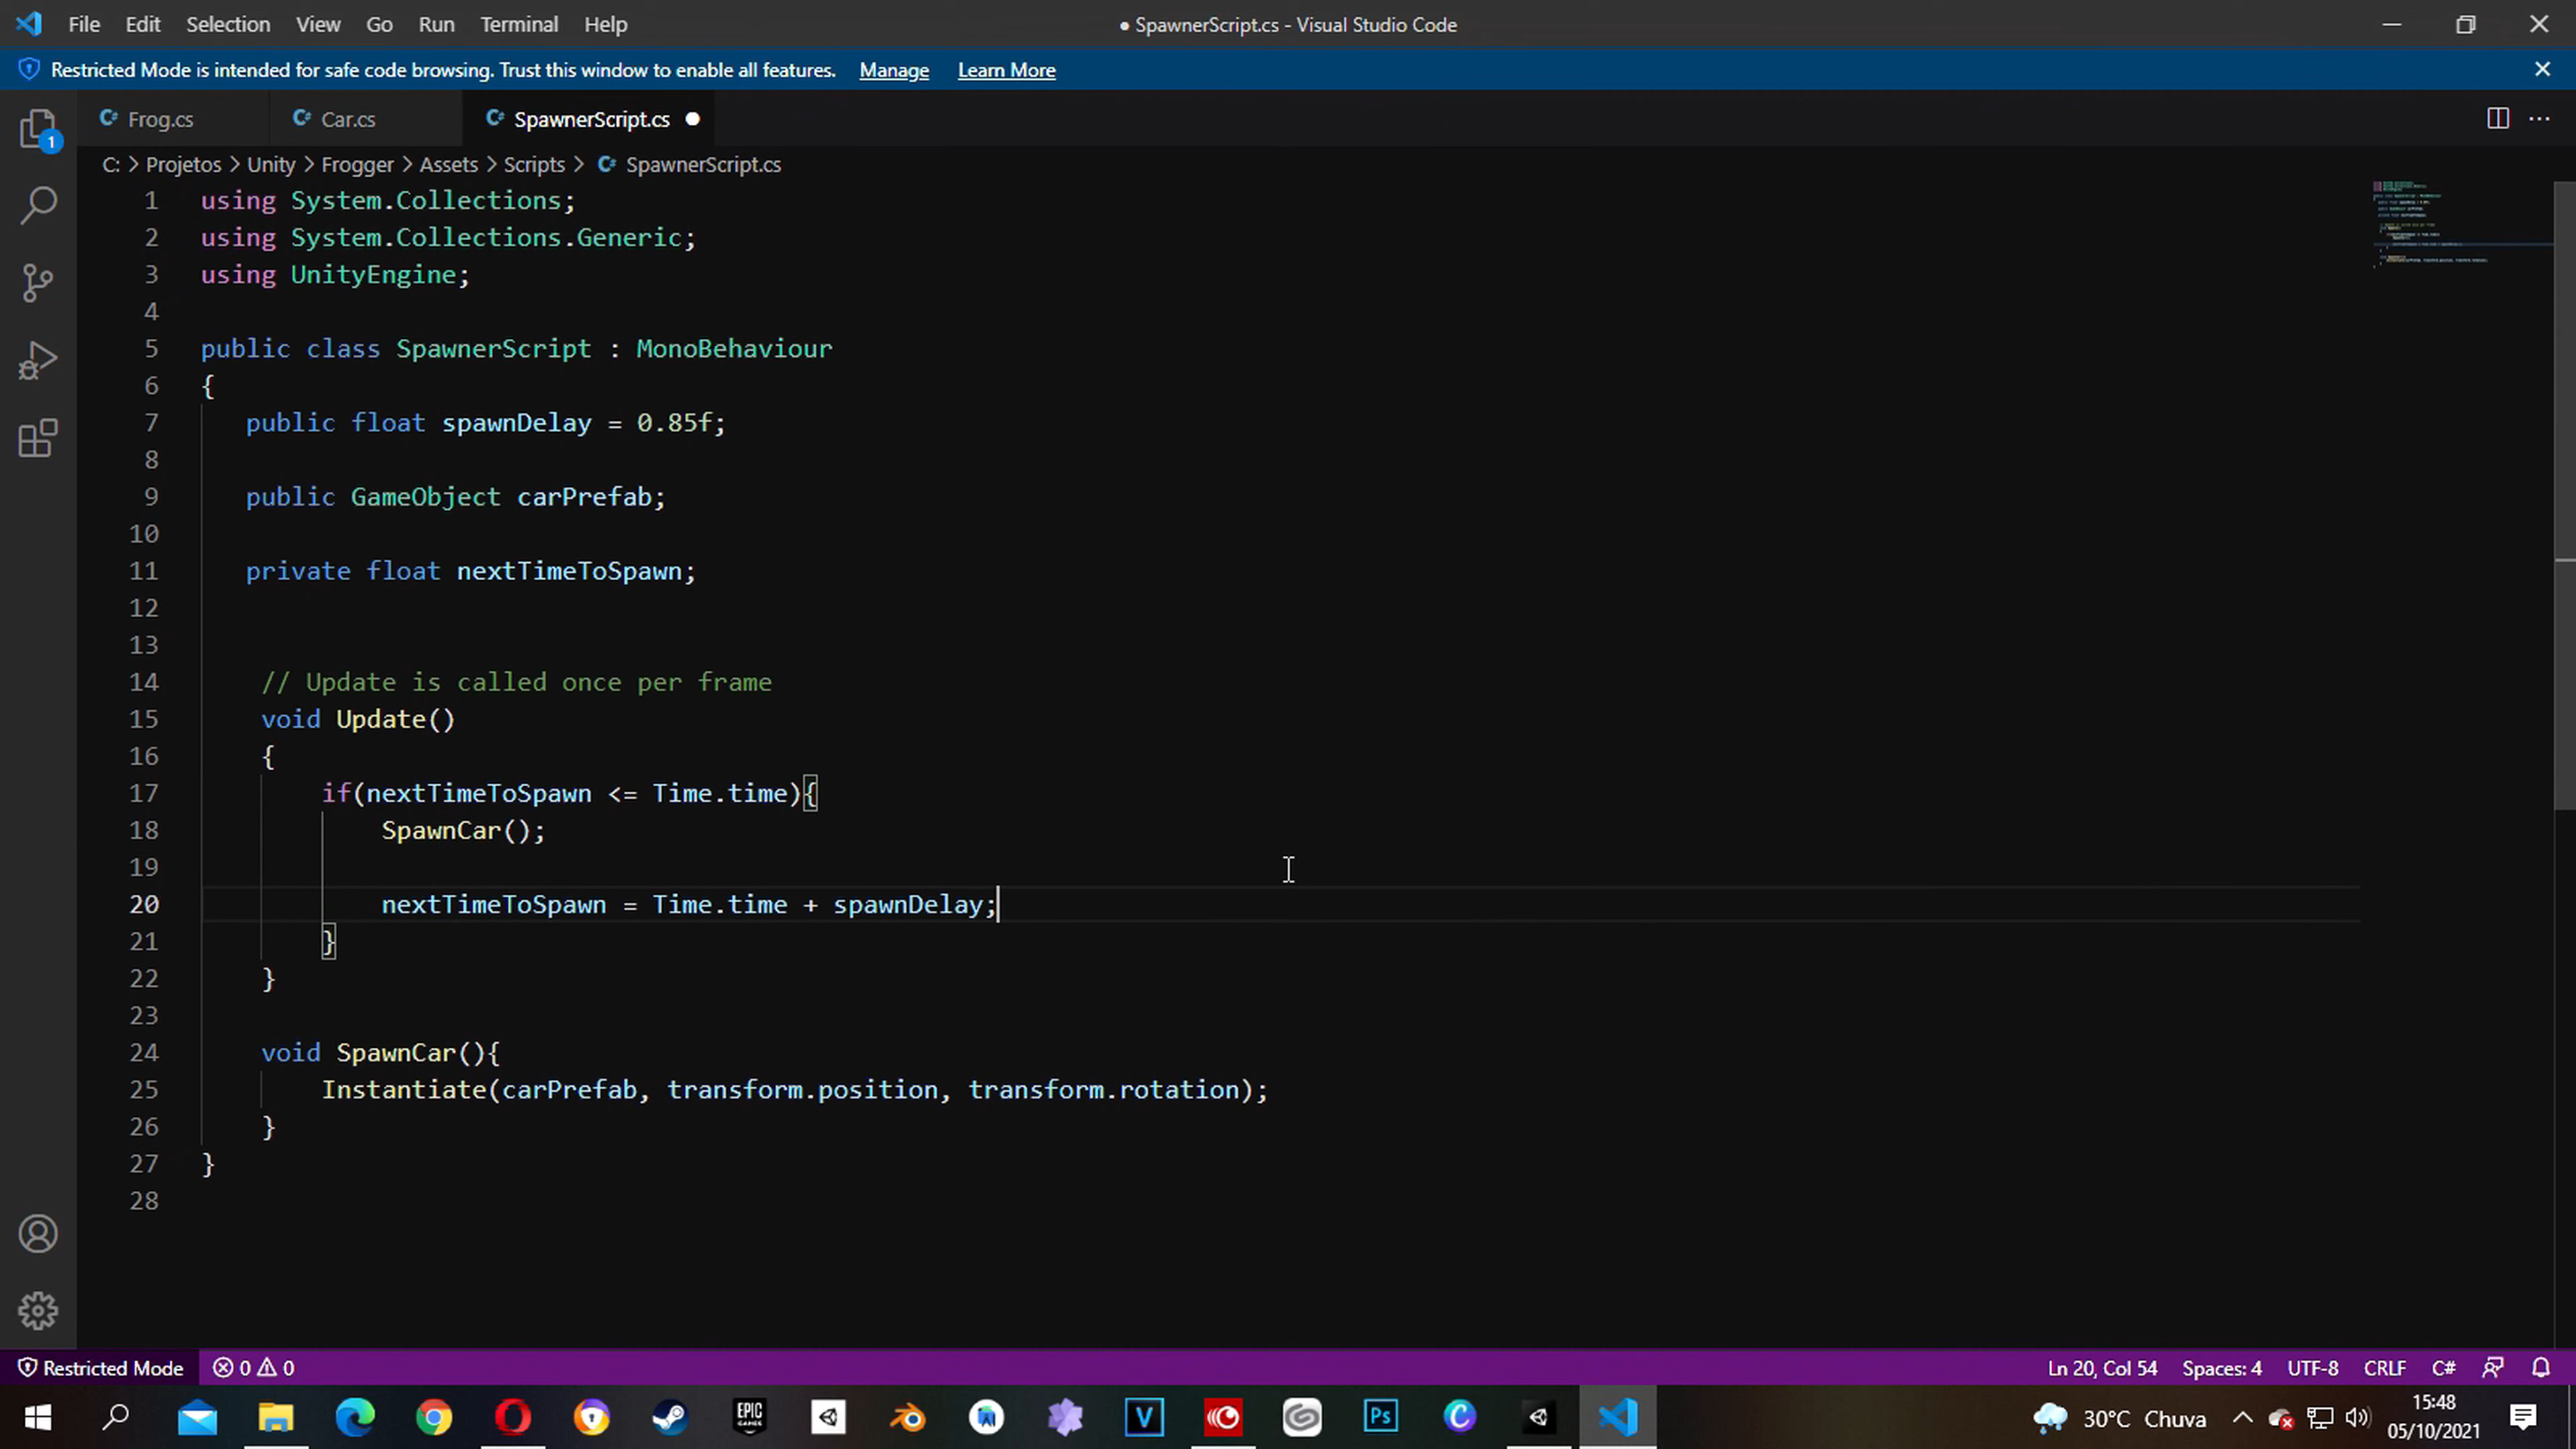 File Edit Selection View Go Run Terminal Help ● SpawnerScript.cs - Visual Studio Code
Restricted Mode is intended for safe code browsing. Trust this window to enable all features. Manage Learn More
Frog.cs Car.cs SpawnerScript.cs
C: > Projetos > Unity > Frogger > Assets > Scripts > SpawnerScript.cs
1
1 using System.Collections;
2 using System.Collections.Generic;
3 using UnityEngine;
4
5 public class SpawnerScript : MonoBehaviour
6 {
7 public float spawnDelay = 0.85f;
8
9 public GameObject carPrefab;
10
11 private float nextTimeToSpawn;
12
13
14 // Update is called once per frame
15 void Update()
16 {
17 if(nextTimeToSpawn <= Time.time){
18 SpawnCar();
19
20 nextTimeToSpawn = Time.time + spawnDelay;
21 }
22 }
23
24 void SpawnCar(){
25 Instantiate(carPrefab, transform.position, transform.rotation);
26 }
27 }
28
Restricted Mode 0 0 Ln 20, Col 54 Spaces: 4 UTF-8 CRLF C#
EPIC GAMES V Ps C 30°C Chuva 15:48
05/10/2021